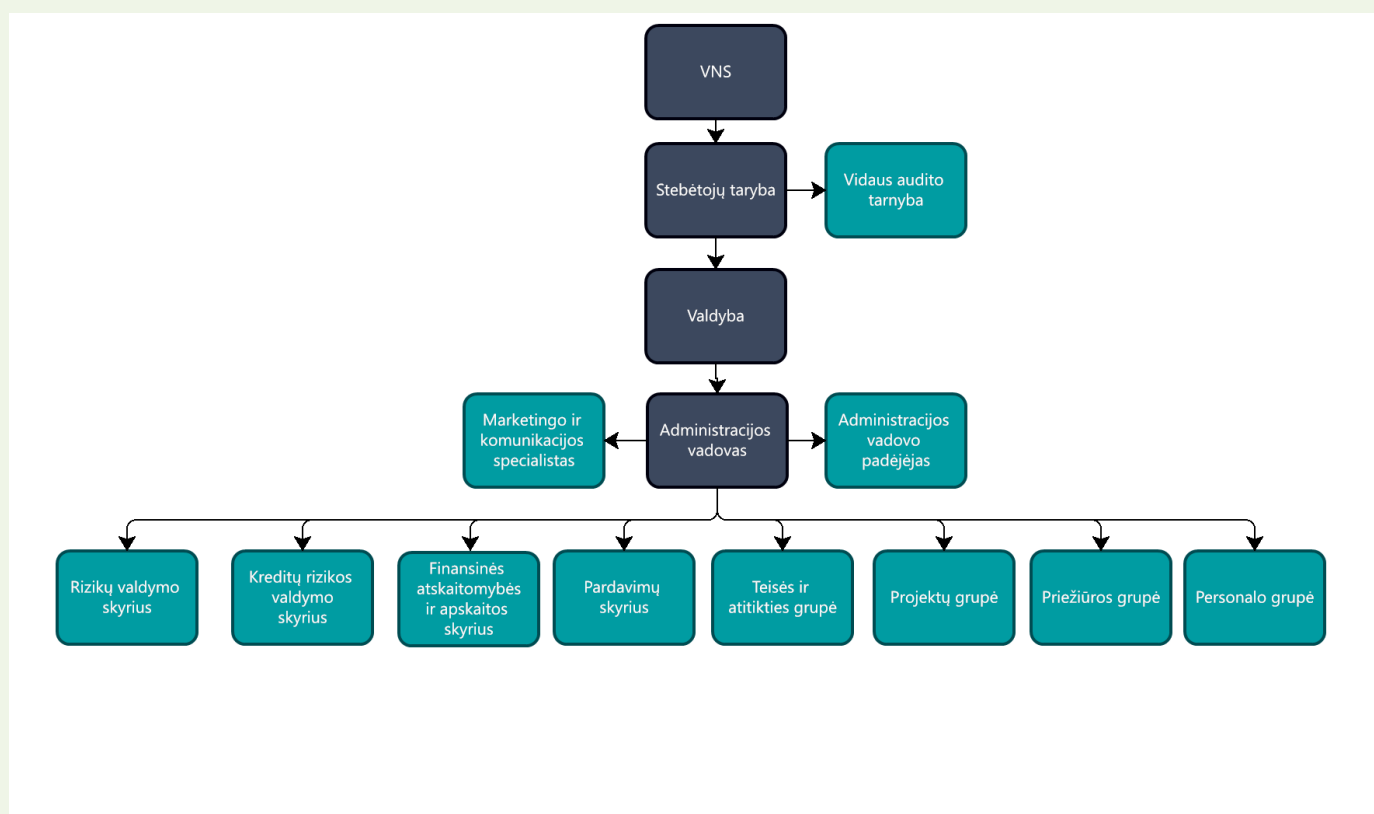 VNS
Stebėtojų taryba
Vidaus audito
tarnyba
Valdyba
Marketingo ir
komunikacijos
specialistas
Administracijos
vadovas
Administracijos
vadovo
padėjėjas
Rizikų valdymo
skyrius
Kreditų rizikos
valdymo
skyrius
Finansinės
atskaitomybės
ir apskaitos
skyrius
Pardavimų
skyrius
Teisės ir
atitikties grupė
Projektų grupė
Priežiūros grupė
Personalo grupė